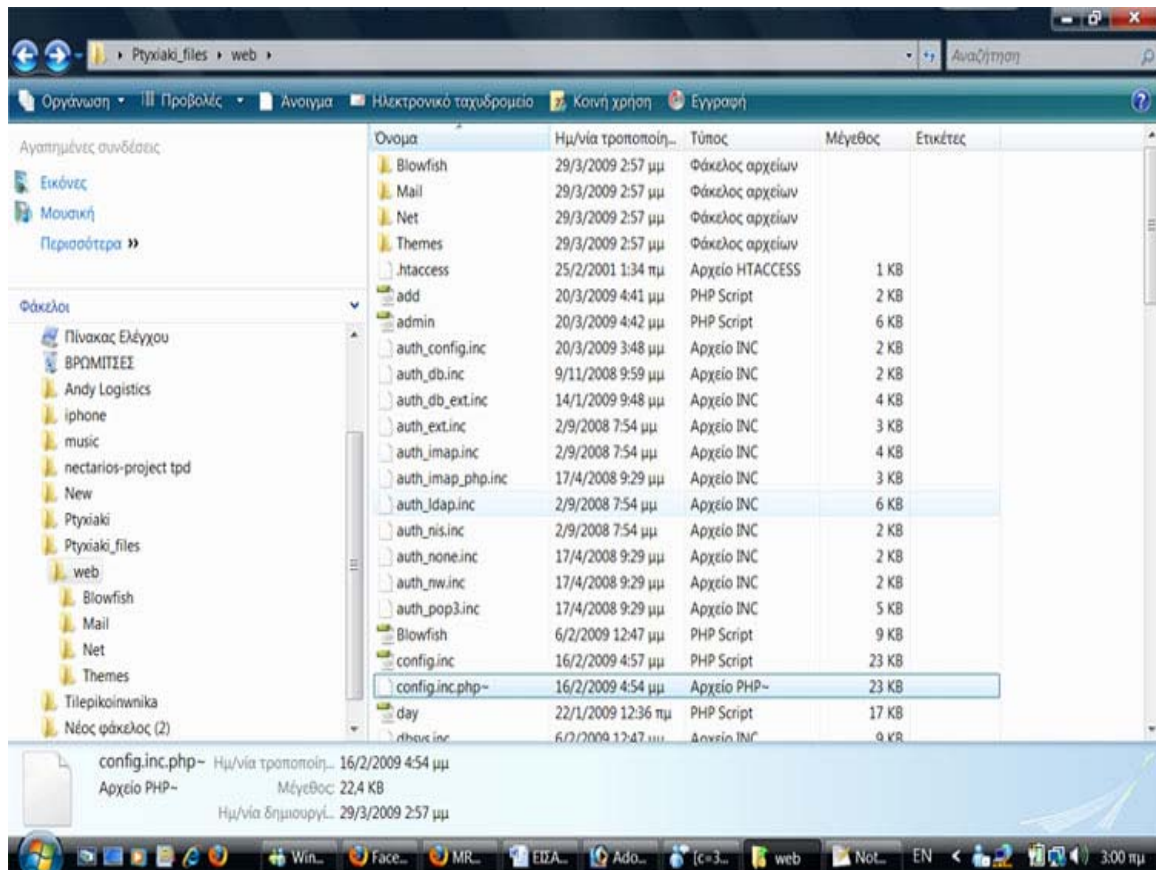 Ptyxiaki_files ▸ web ▸
Αναζήτηση
Οργάνωση Προβολές Άνοιγμα Ηλεκτρονικό ταχυδρομείο Κοινή χρήση Εγγραφή
Αγαπημένες συνδέσεις
Εικόνες
Μουσική
Περισσότερα »
Φάκελοι
Πίνακας Ελέγχου
ΒΡΩΜΙΤΣΕΣ
Andy Logistics
iphone
music
nectarios-project tpd
New
Ptyxiaki
Ptyxiaki_files
web
Blowfish
Mail
Net
Themes
Tilepikoinwnika
Νέος φάκελος (2)
Όνομα Ημ/νία τροποποίη... Τύπος Μέγεθος Ετικέτες
Blowfish 29/3/2009 2:57 μμ Φάκελος αρχείων
Mail 29/3/2009 2:57 μμ Φάκελος αρχείων
Net 29/3/2009 2:57 μμ Φάκελος αρχείων
Themes 29/3/2009 2:57 μμ Φάκελος αρχείων
.htaccess 25/2/2001 1:34 πμ Αρχείο HTACCESS 1 KB
add 20/3/2009 4:41 μμ PHP Script 2 KB
admin 20/3/2009 4:42 μμ PHP Script 6 KB
auth_config.inc 20/3/2009 3:48 μμ Αρχείο INC 2 KB
auth_db.inc 9/11/2008 9:59 μμ Αρχείο INC 2 KB
auth_db_ext.inc 14/1/2009 9:48 μμ Αρχείο INC 4 KB
auth_ext.inc 2/9/2008 7:54 μμ Αρχείο INC 3 KB
auth_imap.inc 2/9/2008 7:54 μμ Αρχείο INC 4 KB
auth_imap_php.inc 17/4/2008 9:29 μμ Αρχείο INC 3 KB
auth_ldap.inc 2/9/2008 7:54 μμ Αρχείο INC 6 KB
auth_nis.inc 2/9/2008 7:54 μμ Αρχείο INC 2 KB
auth_none.inc 17/4/2008 9:29 μμ Αρχείο INC 2 KB
auth_nw.inc 17/4/2008 9:29 μμ Αρχείο INC 2 KB
auth_pop3.inc 17/4/2008 9:29 μμ Αρχείο INC 5 KB
Blowfish 6/2/2009 12:47 μμ PHP Script 9 KB
config.inc 16/2/2009 4:57 μμ PHP Script 23 KB
config.inc.php~ 16/2/2009 4:54 μμ Αρχείο PHP~ 23 KB
day 22/1/2009 12:36 πμ PHP Script 17 KB
dbsys.inc 6/2/2009 12:47 μμ Αρχείο INC 9 KB
config.inc.php~ Ημ/νία τροποποίη... 16/2/2009 4:54 μμ
Αρχείο PHP~ Μέγεθος: 22,4 KB
Ημ/νία δημιουργί... 29/3/2009 2:57 μμ
Win... Face... MR... ΕΙΣΑ... Ado... [c=3... web Not... EN 3:00 πμ